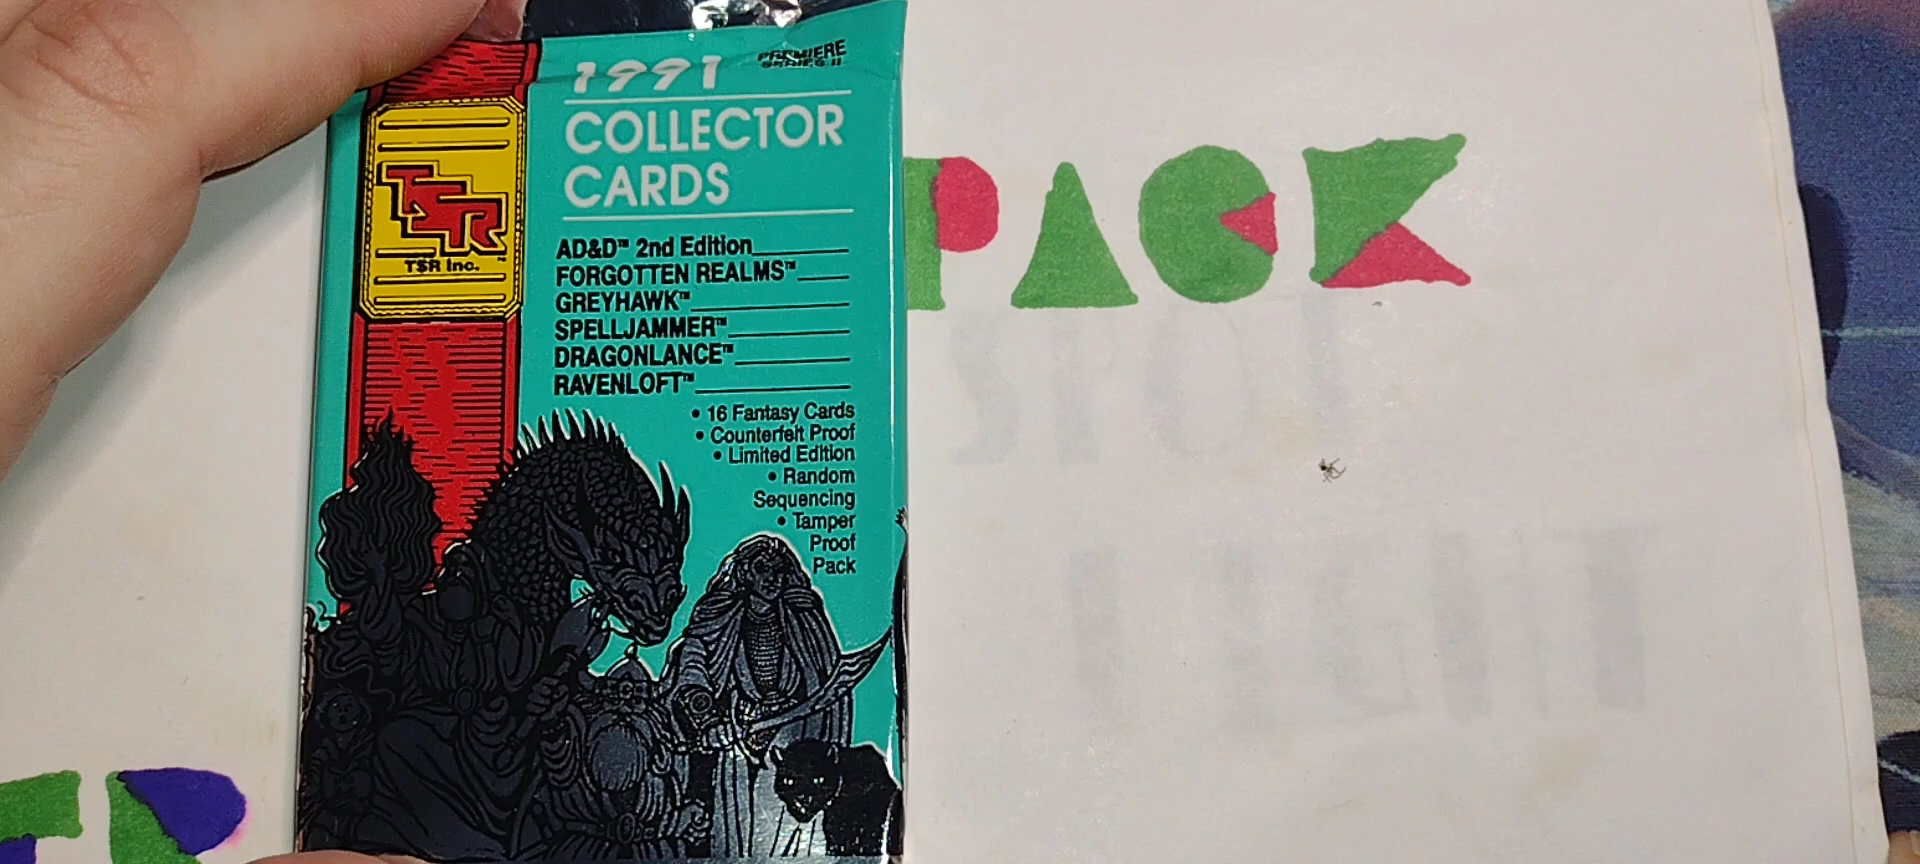 1991
PREMIERE
SERIES II
COLLECTOR
CARDS
TSR
TSR Inc.™
AD&D™ 2nd Edition
FORGOTTEN REALMS™
GREYHAWK™
SPELLJAMMER™
DRAGONLANCE™
RAVENLOFT™
• 16 Fantasy Cards
• Counterfeit Proof
• Limited Edition
• Random
Sequencing
• Tamper
Proof
Pack
PACK